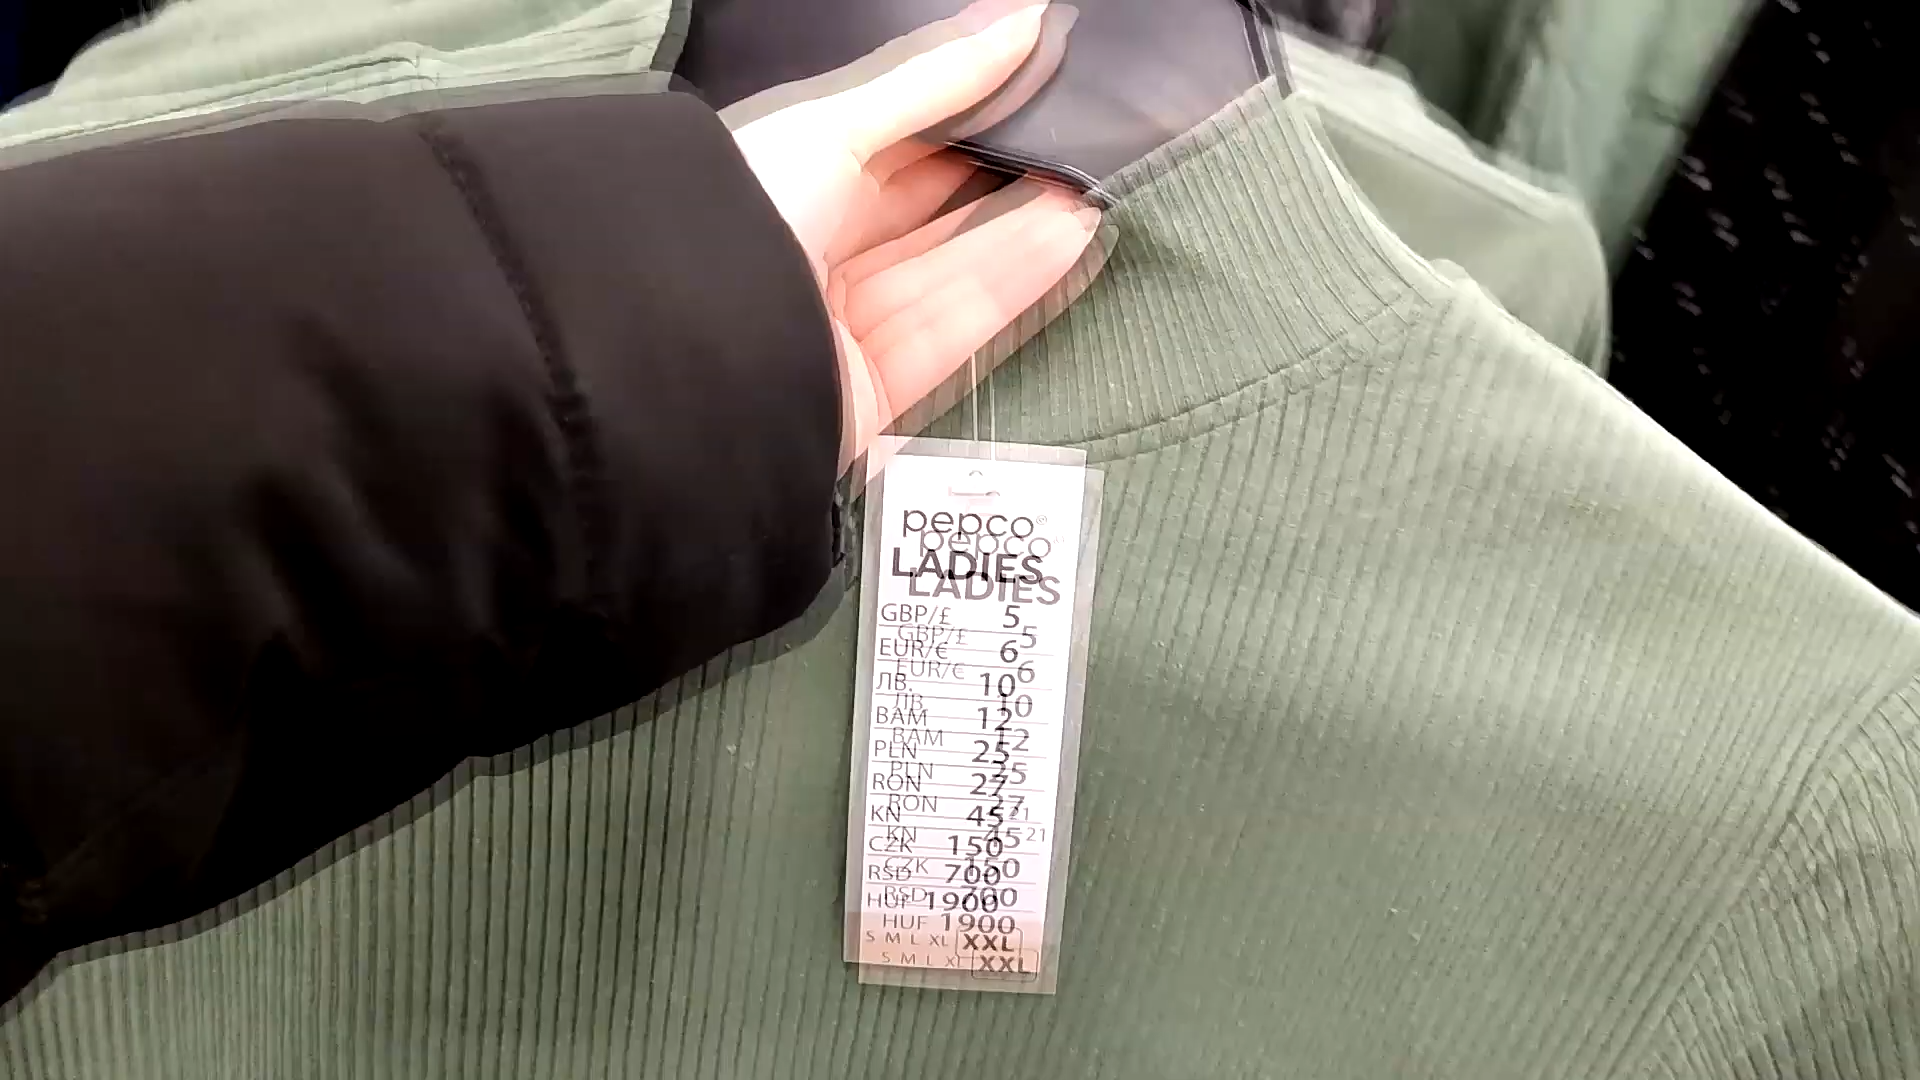 pepco®
LADIES
GBP/£ 5
EUR/€ 6
ЛВ. 10
BAM 12
PLN 25
RON 27
KN 45 21
CZK 150
RSD 700
HUF 1900
S M L XL XXL